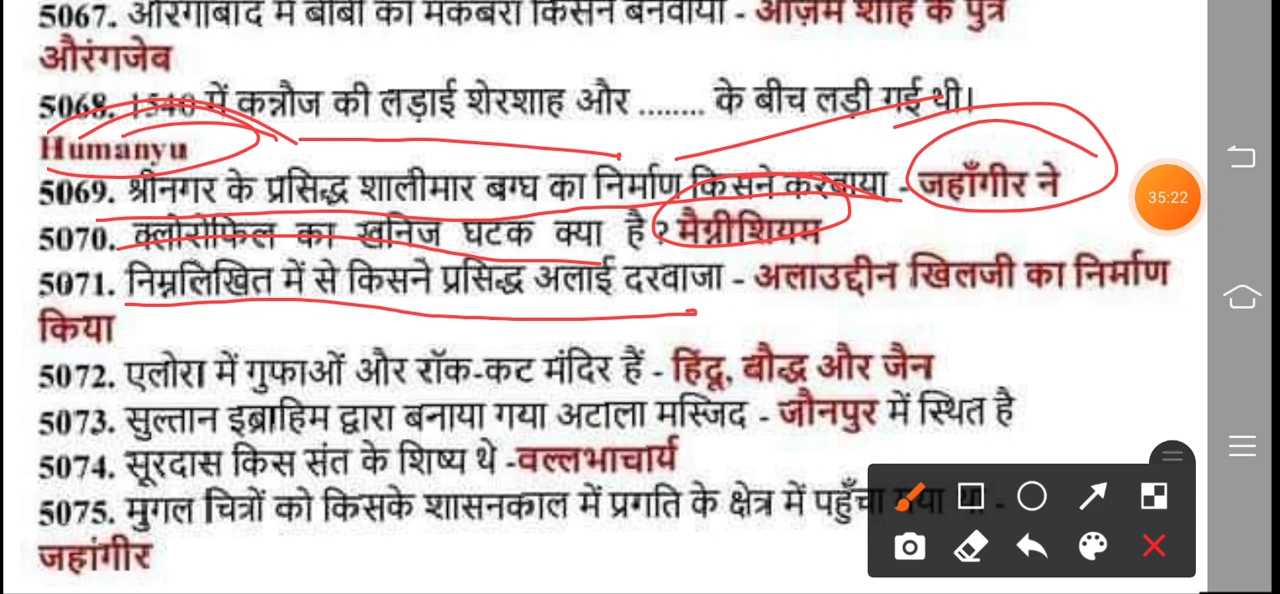 5067. औरंगाबाद में बीबी का मकबरा किसने बनवाया - आज़म शाह के पुत्र
औरंगजेब
5068. 1540 में कन्नौज की लड़ाई शेरशाह और ........ के बीच लड़ी गई थी।
Humanyu
5069. श्रीनगर के प्रसिद्ध शालीमार बग्घ का निर्माण किसने करवाया - जहाँगीर ने
5070. क्लोरोफिल का खनिज घटक क्या है ? मैग्नीशियम
5071. निम्नलिखित में से किसने प्रसिद्ध अलाई दरवाजा - अलाउद्दीन खिलजी का निर्माण
किया
5072. एलोरा में गुफाओं और रॉक-कट मंदिर हैं - हिंदू, बौद्ध और जैन
5073. सुल्तान इब्राहिम द्वारा बनाया गया अटाला मस्जिद - जौनपुर में स्थित है
5074. सूरदास किस संत के शिष्य थे -वल्लभाचार्य
5075. मुगल चित्रों को किसके शासनकाल में प्रगति के क्षेत्र में पहुँचा गया था -
जहांगीर
35:22